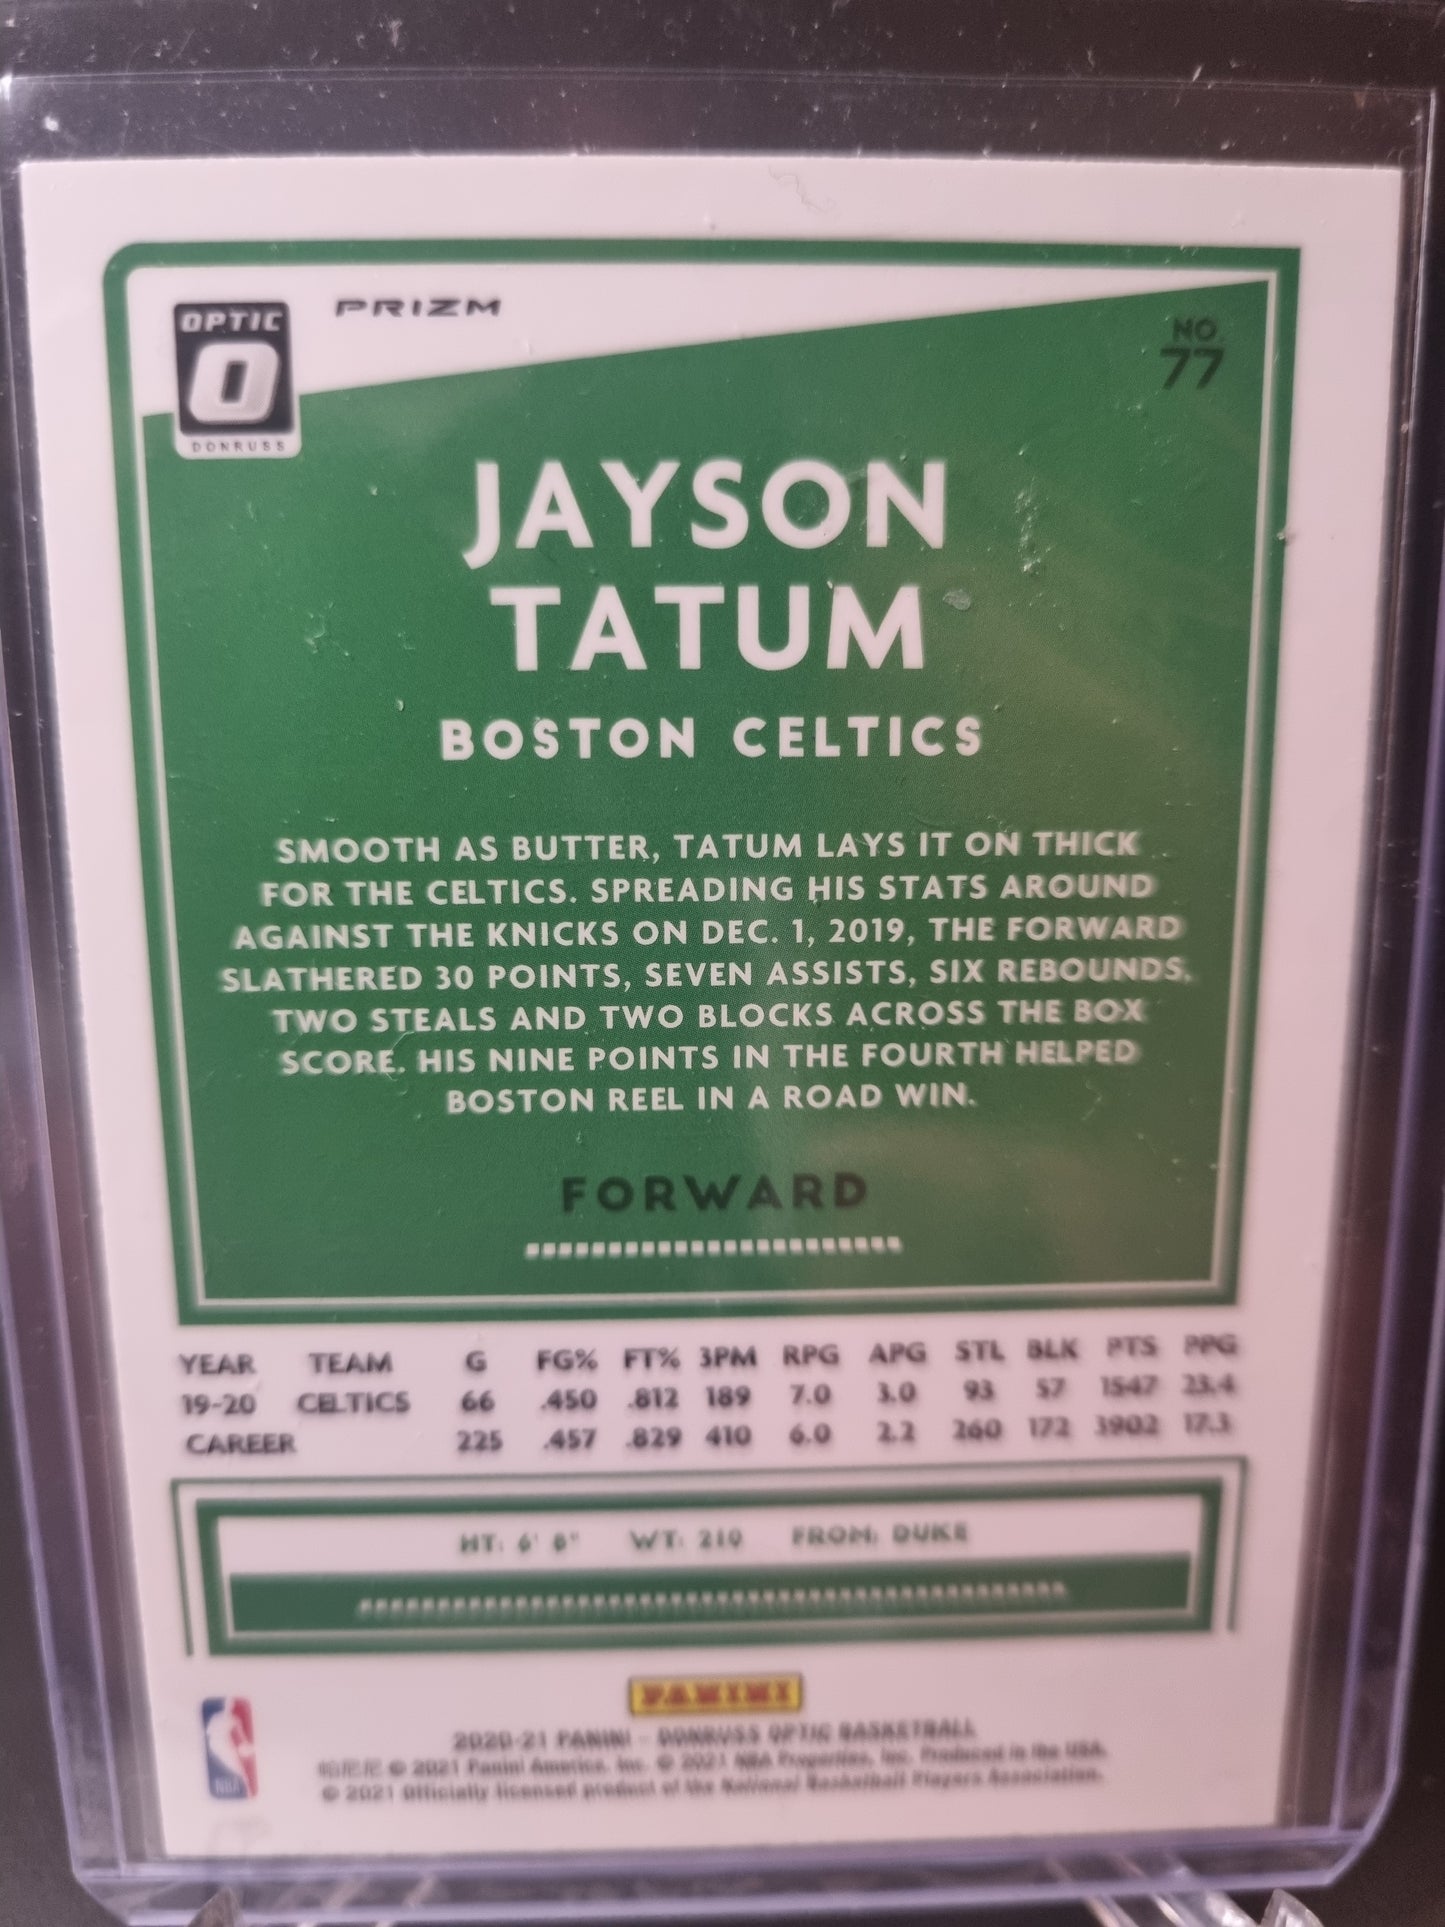 OPTIC
DONRUSS
PRIZM
NO.
77
JAYSON
TATUM
BOSTON CELTICS
SMOOTH AS BUTTER, TATUM LAYS IT ON THICK
FOR THE CELTICS. SPREADING HIS STATS AROUND
AGAINST THE KNICKS ON DEC. 1, 2019, THE FORWARD
SLATHERED 30 POINTS, SEVEN ASSISTS, SIX REBOUNDS,
TWO STEALS AND TWO BLOCKS ACROSS THE BOX
SCORE. HIS NINE POINTS IN THE FOURTH HELPED
BOSTON REEL IN A ROAD WIN.
FORWARD
YEAR TEAM G FG% FT% 3PM RPG APG STL BLK PTS PPG
19-20 CELTICS 66 .450 .812 189 7.0 3.0 93 57 1547 23.4
CAREER 225 .457 .829 410 6.0 2.2 260 172 3902 17.3
HT: 6' 8" WT: 210 FROM: DUKE
PANINI
2020-21 PANINI - DONRUSS OPTIC BASKETBALL
© 2021 Panini America, Inc. © 2021 NBA Properties, Inc. Produced in the USA.
© 2021 Officially licensed product of the National Basketball Players Association.
NBA